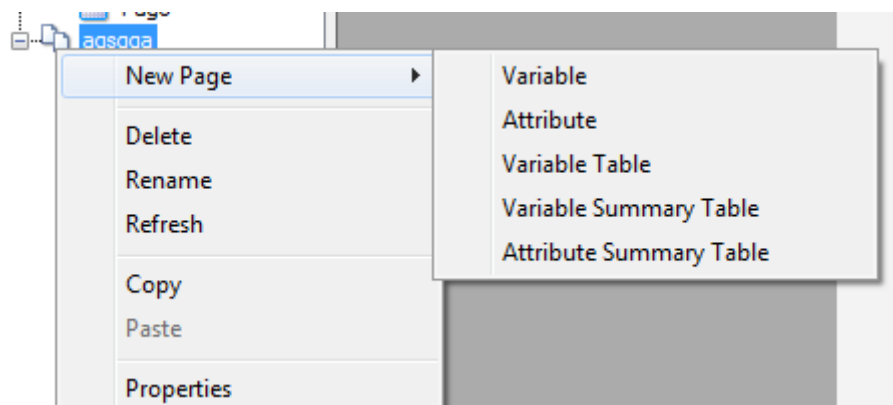 Page
agsgga
New Page
Delete
Rename
Refresh
Copy
Paste
Properties
Variable
Attribute
Variable Table
Variable Summary Table
Attribute Summary Table